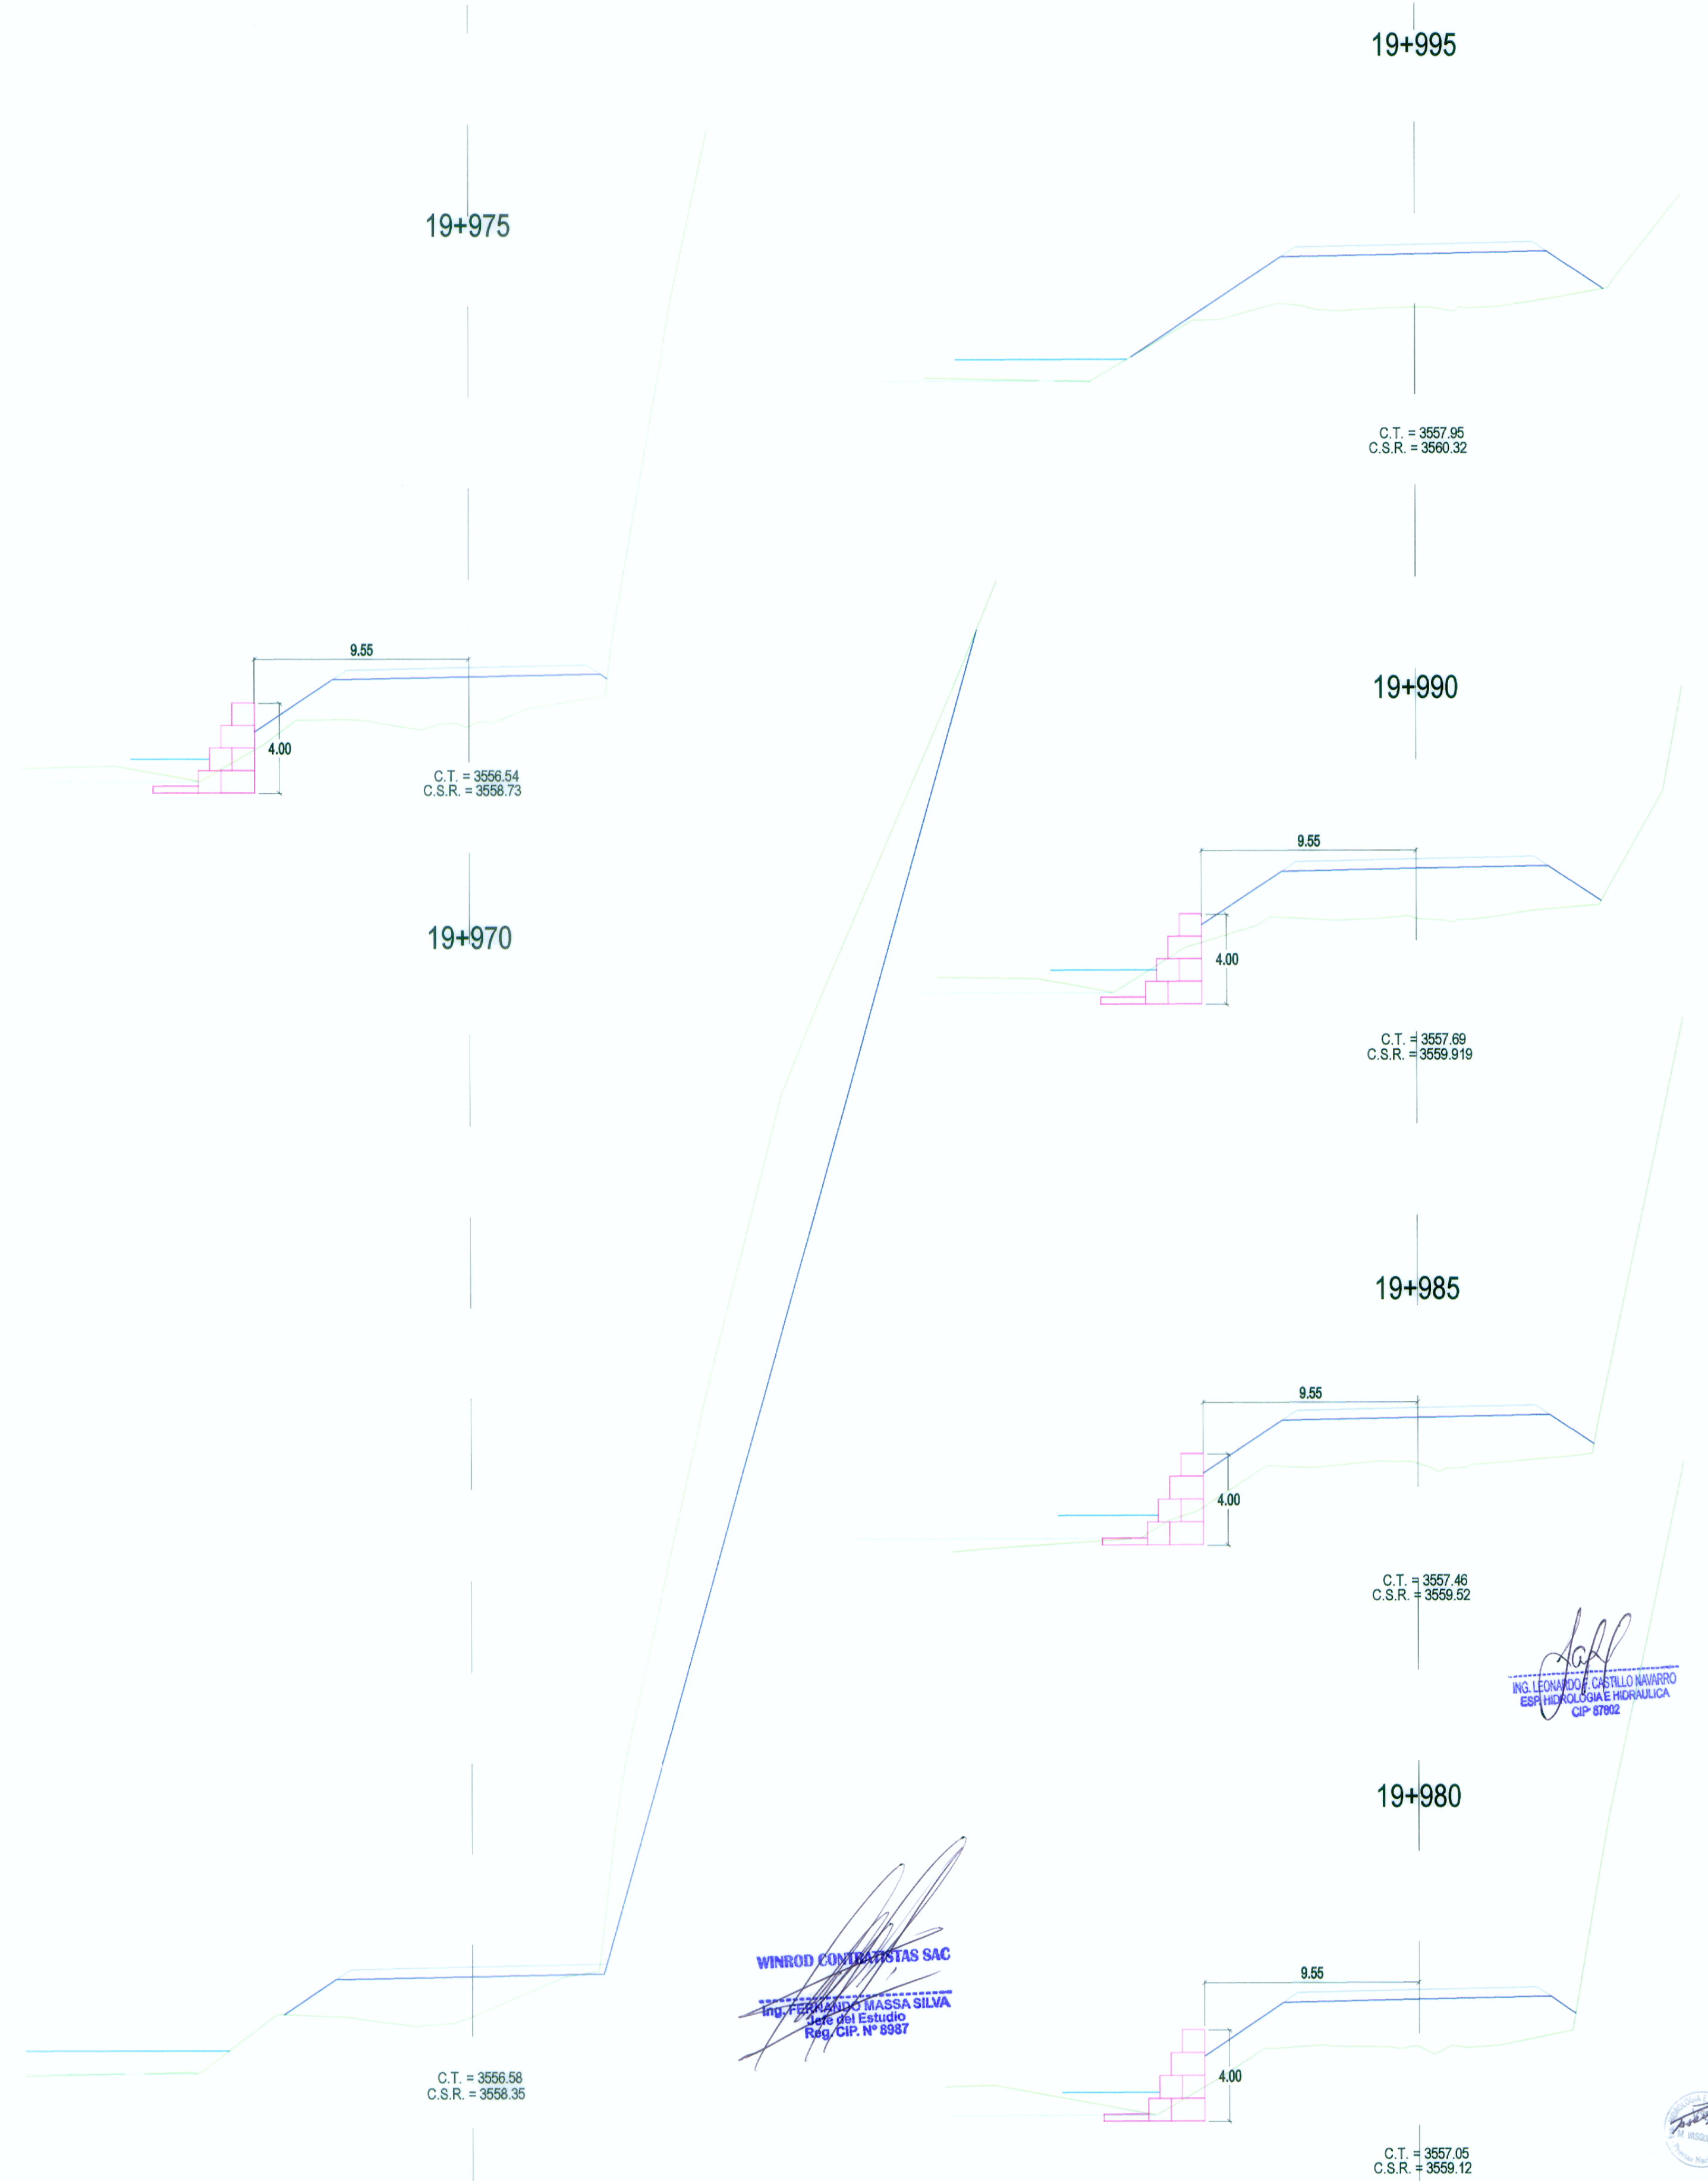 19+975
9.55
4.00
C.T. = 3556.54
C.S.R. = 3558.73
19+970
C.T. = 3556.58
C.S.R. = 3558.35
WINROD CONTRATISTAS SAC
Ing. FERNANDO MASSA SILVA
Jefe del Estudio
Reg. CIP. Nº 8987
19+995
C.T. = 3557.95
C.S.R. = 3560.32
19+990
9.55
4.00
C.T. = 3557.69
C.S.R. = 3559.919
19+985
9.55
4.00
C.T. = 3557.46
C.S.R. = 3559.52
ING. LEONARDO F. CASTILLO NAVARRO
ESP. HIDROLOGIA E HIDRAULICA
CIP 87802
19+980
9.55
4.00
C.T. = 3557.05
C.S.R. = 3559.12